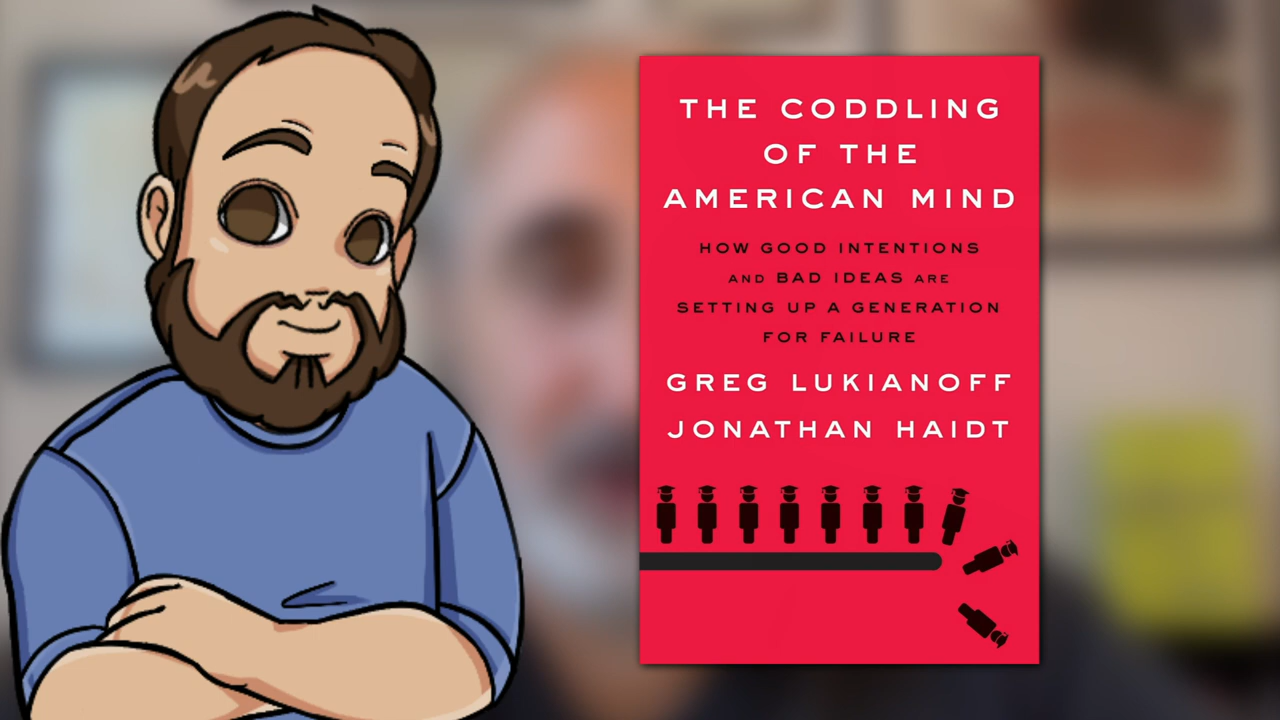 THE CODDLING
OF THE
AMERICAN MIND
HOW GOOD INTENTIONS
AND BAD IDEAS ARE
SETTING UP A GENERATION
FOR FAILURE
GREG LUKIANOFF
JONATHAN HAIDT